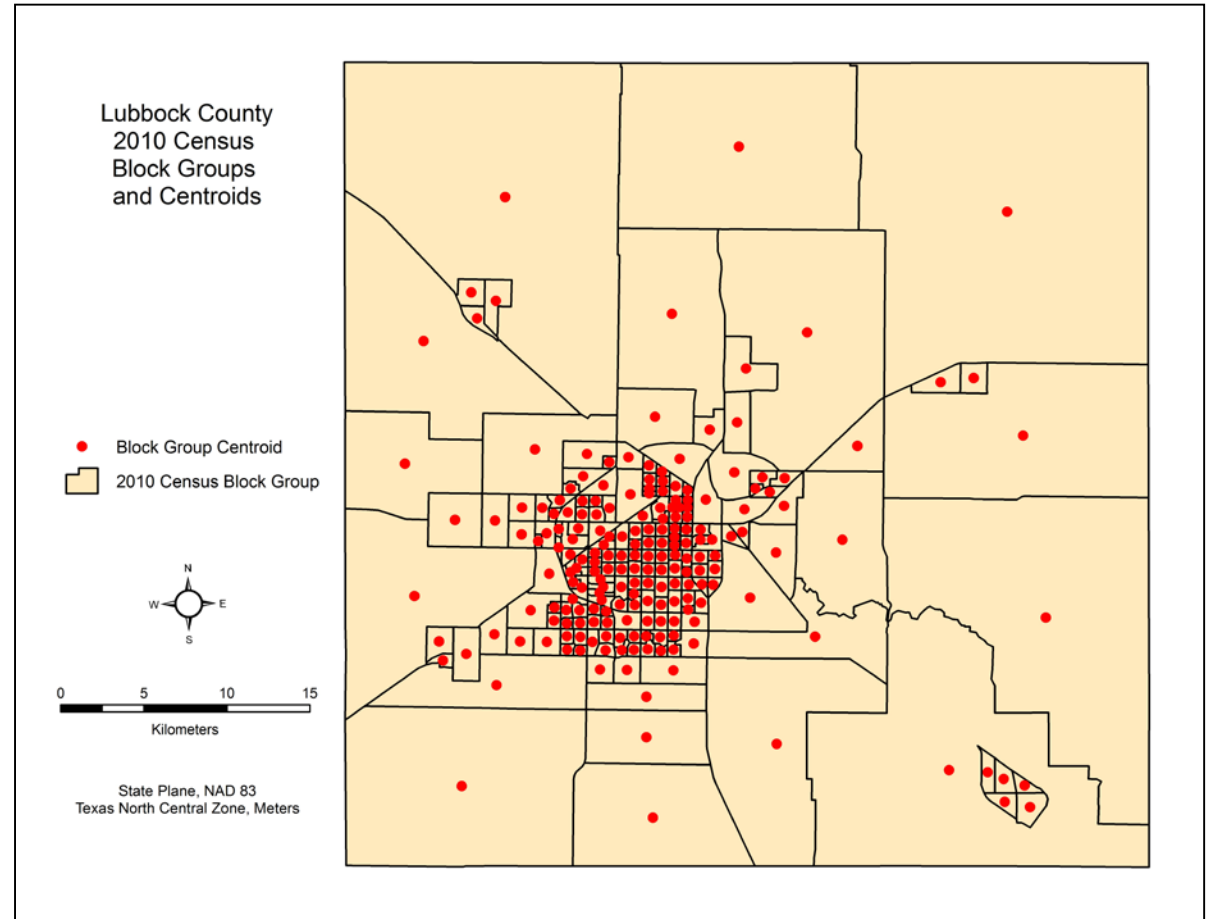 Lubbock County
2010 Census
Block Groups
and Centroids
Block Group Centroid
2010 Census Block Group
N
W E
S
0 5 10 15
Kilometers
State Plane, NAD 83
Texas North Central Zone, Meters